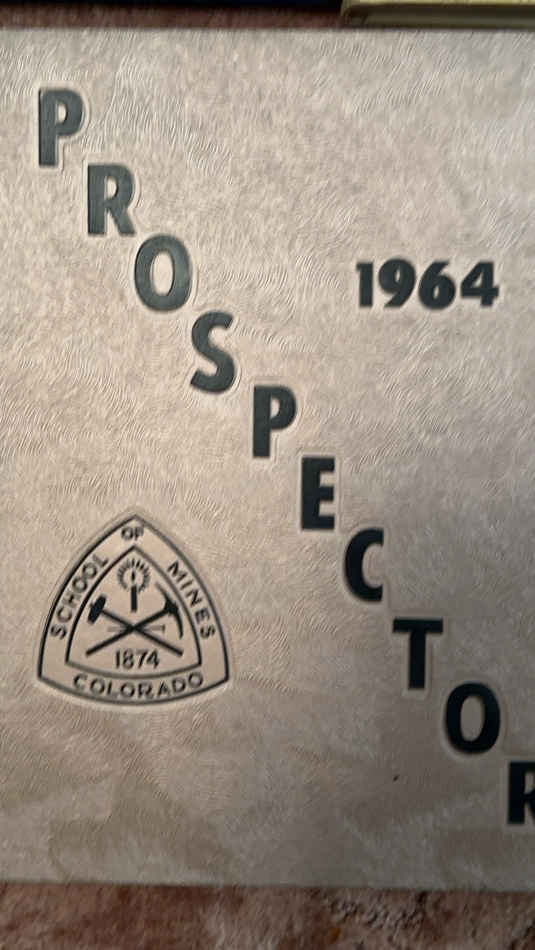 PROSPECTOR
1964
SCHOOL OF MINES
1874
COLORADO